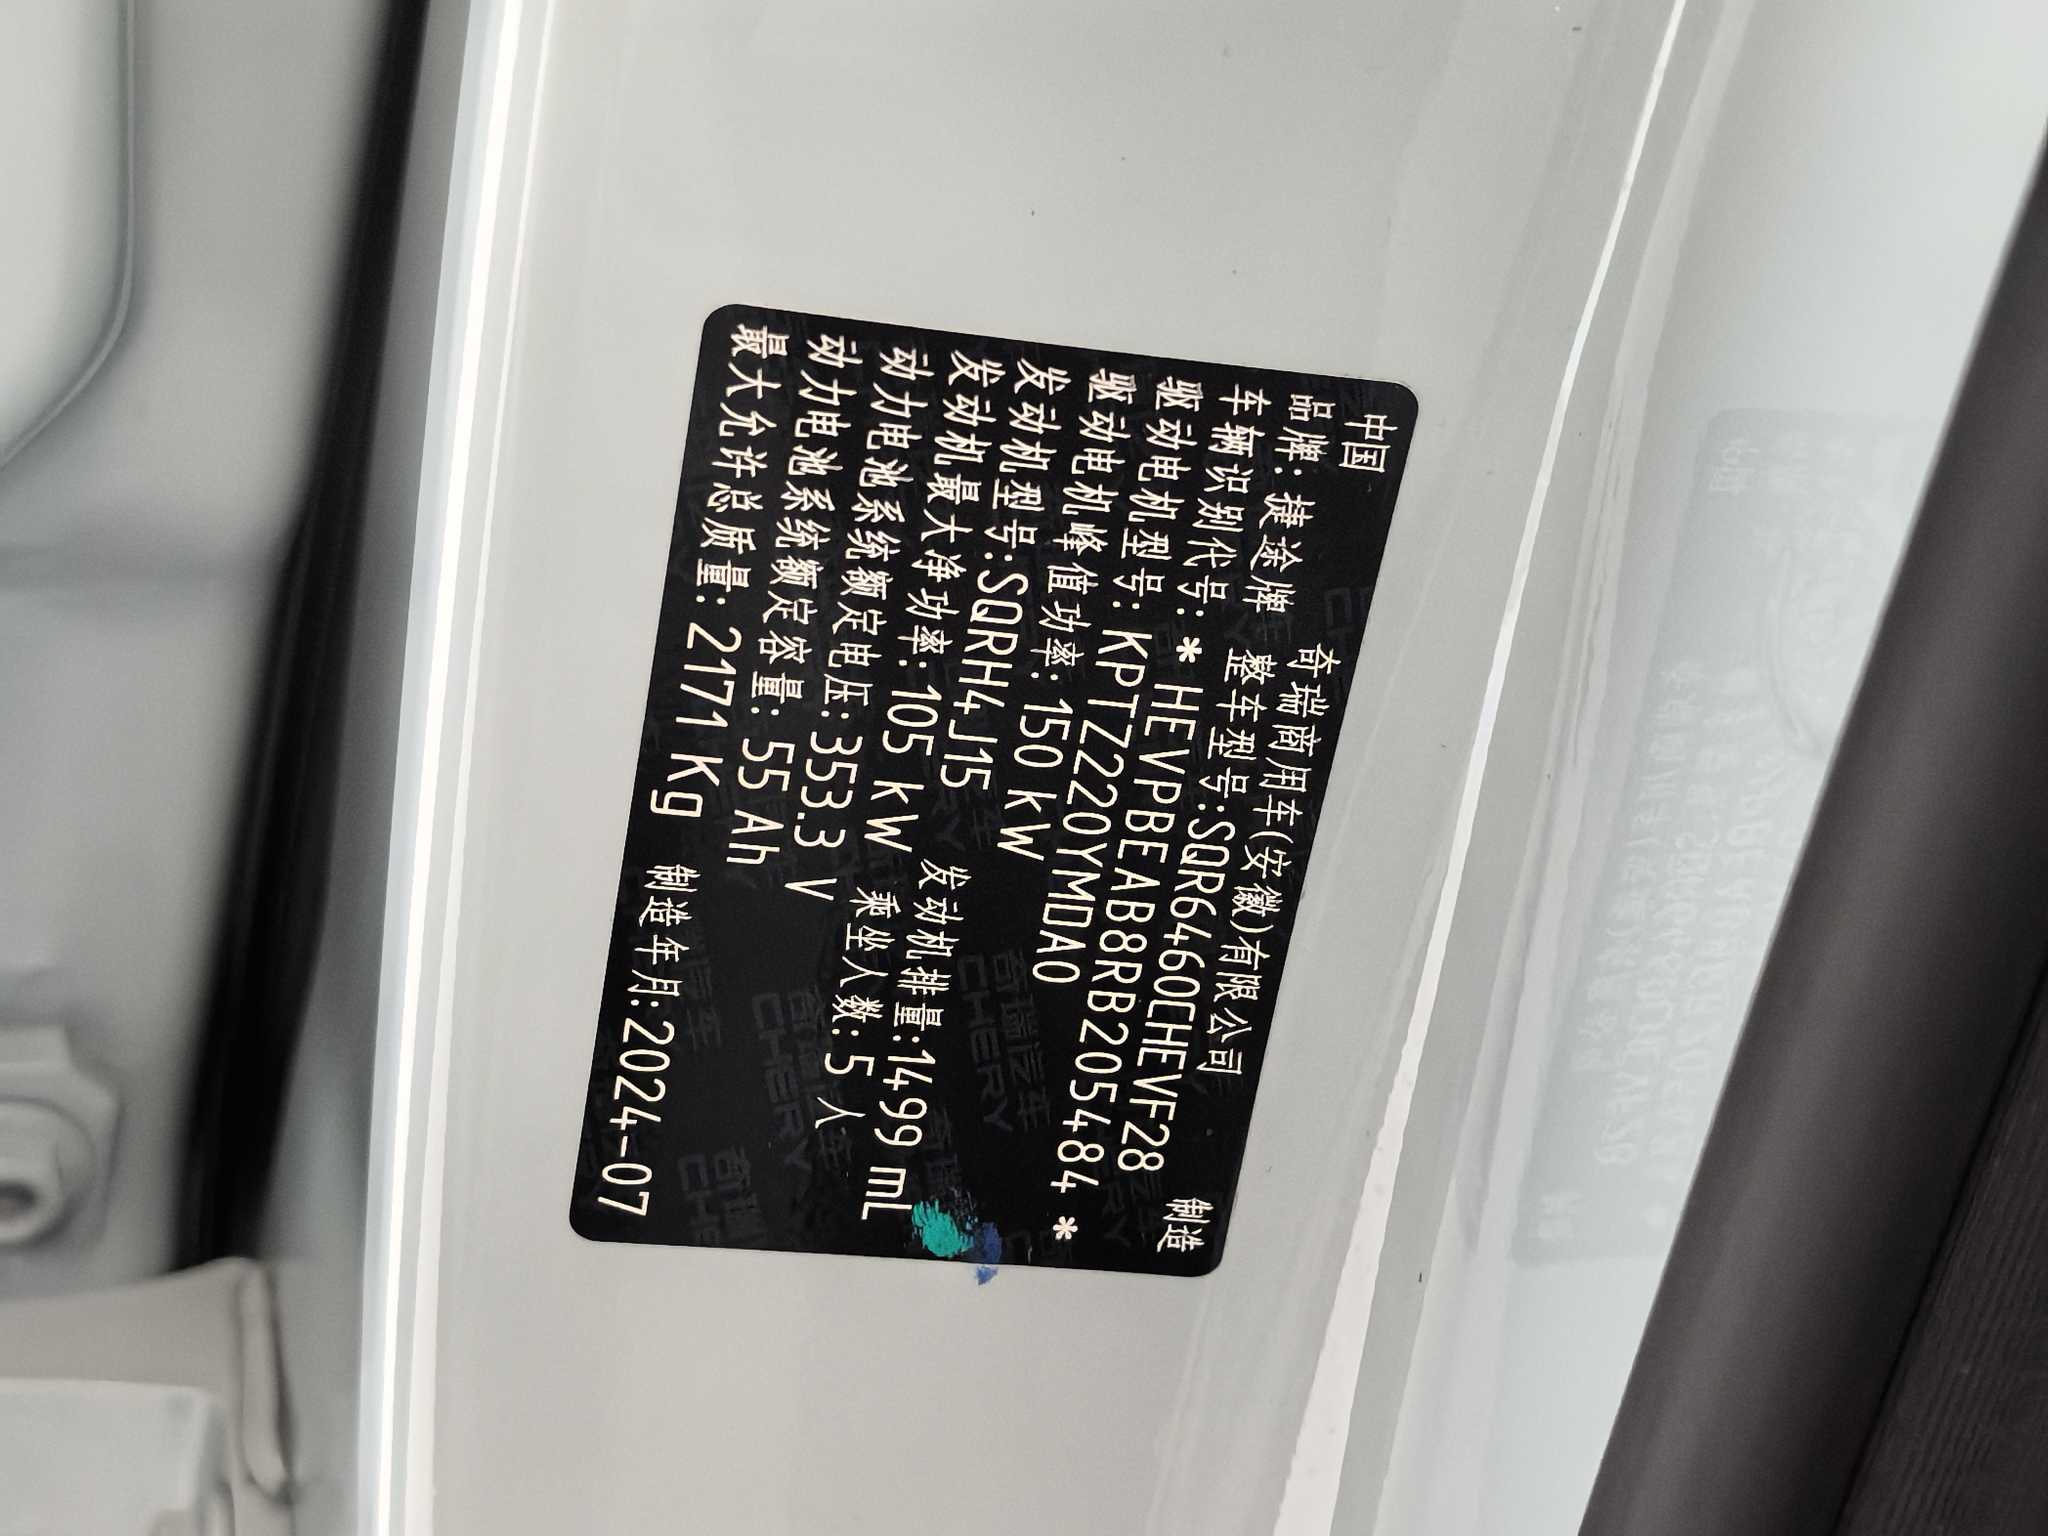 中国 奇瑞商用车(安徽)有限公司 制造
品牌: 捷途牌 整车型号:SQR6460CHEVF28
车辆识别代号: *HEVPBEAB8RB205484*
驱动电机型号: KPTZ220YMDA0
驱动电机峰值功率: 150 kW
发动机型号:SQRH4J15
发动机最大净功率: 105 kW 发动机排量:1499 mL
动力电池系统额定电压:353.3 V 乘坐人数:5 人
动力电池系统额定容量: 55 Ah
最大允许总质量: 2171 kg 制造年月:2024-07
奇瑞汽车
CHERY